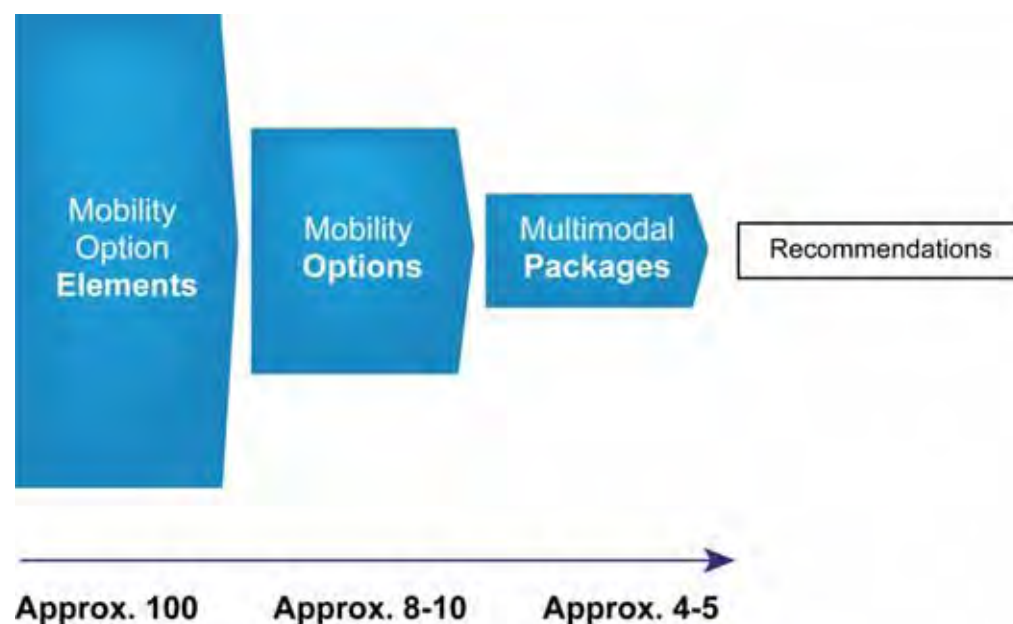 Mobility
Option
Elements
Mobility
Options
Multimodal
Packages
Recommendations
Approx. 100
Approx. 8-10
Approx. 4-5